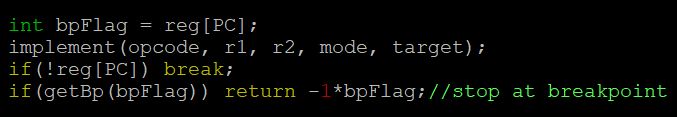 int bpFlag = reg[PC];
implement(opcode, r1, r2, mode, target);
if(!reg[PC]) break;
if(getBp(bpFlag)) return -1*bpFlag;//stop at breakpoint